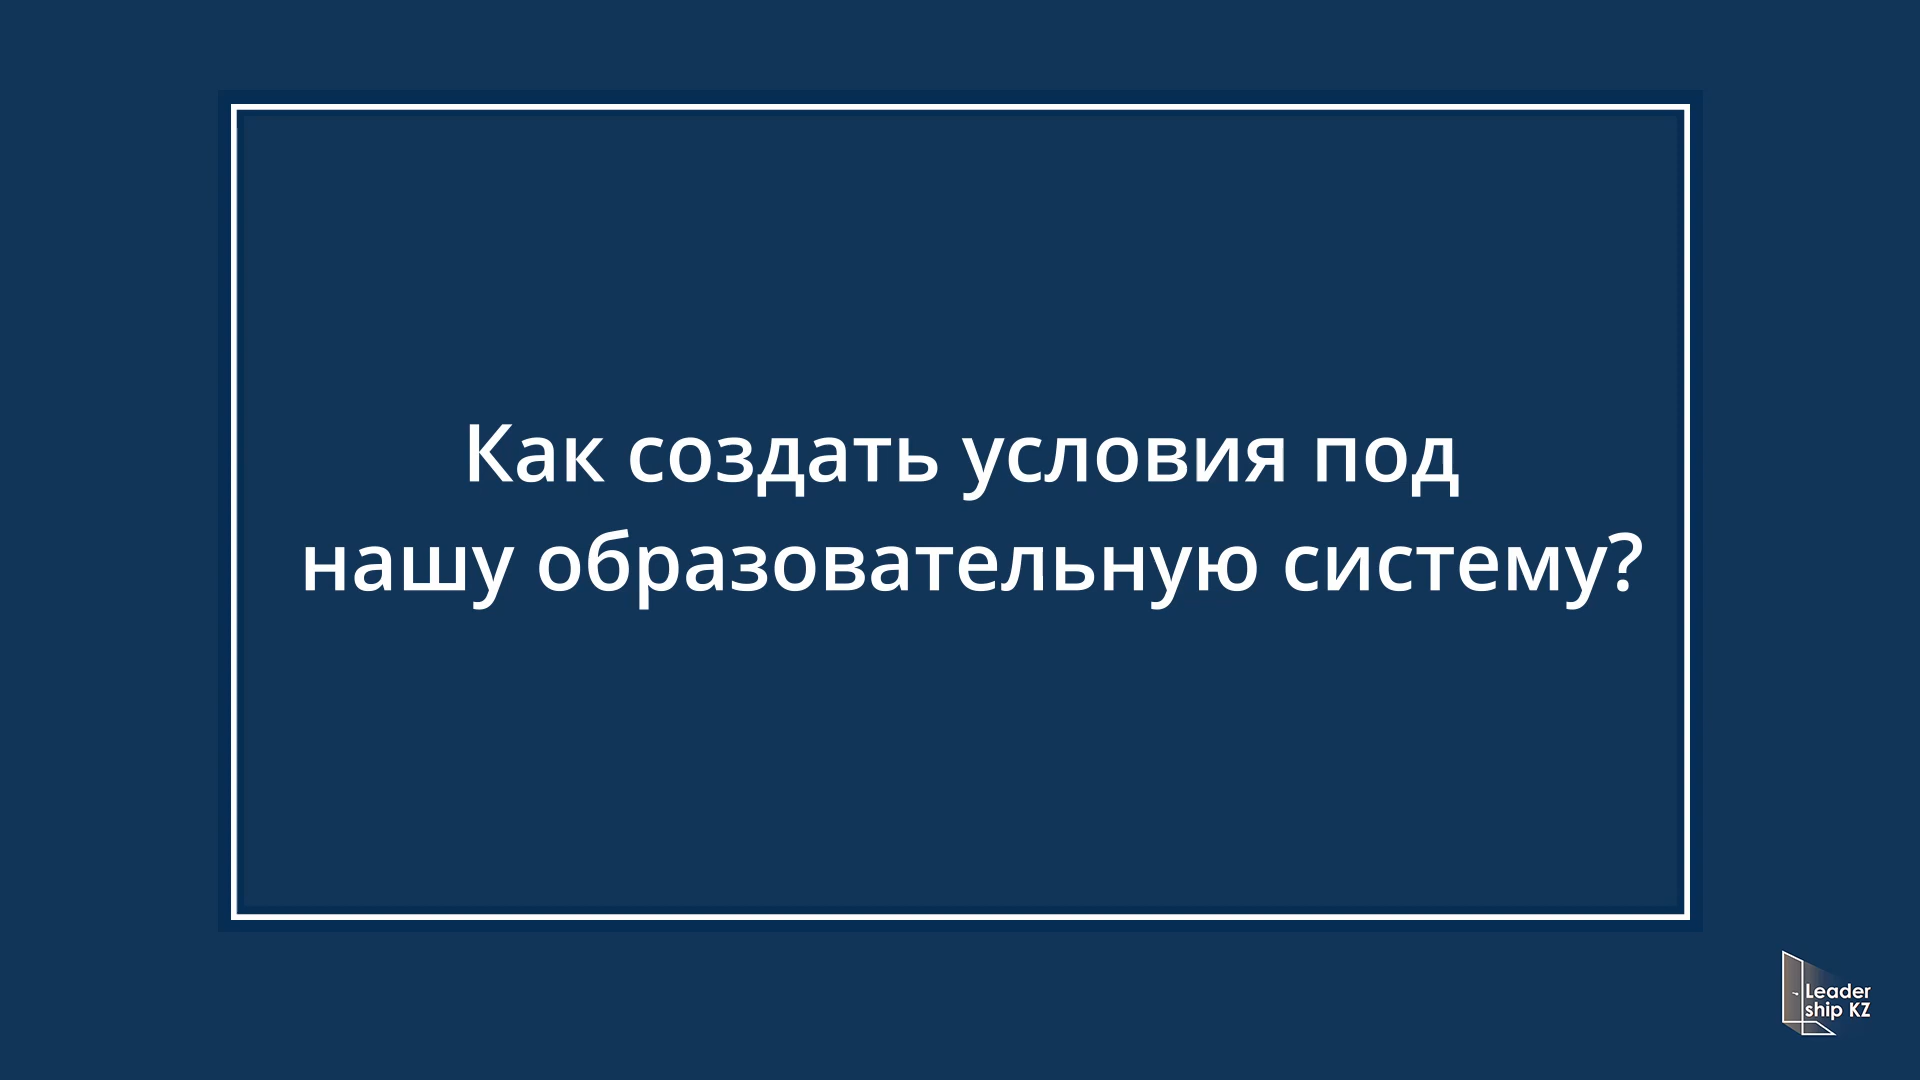 Как создать условия под
нашу образовательную систему?
Leader
ship KZ